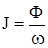 J = Φ/ω